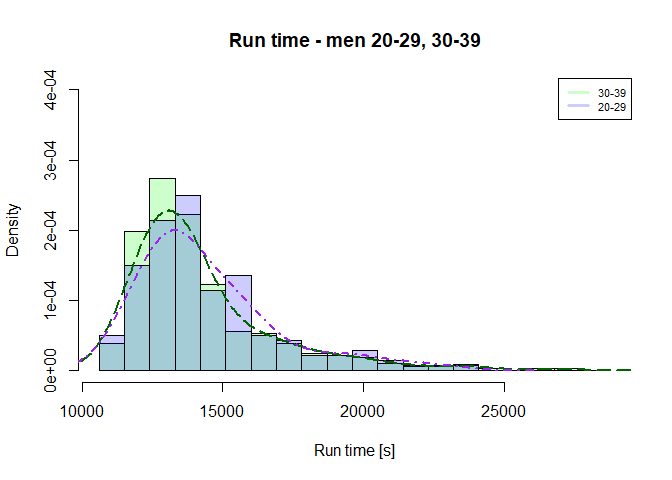 Run time - men 20-29, 30-39
30-39
20-29
Density
4e-04
3e-04
2e-04
1e-04
0e+00
10000 15000 20000 25000
Run time [s]